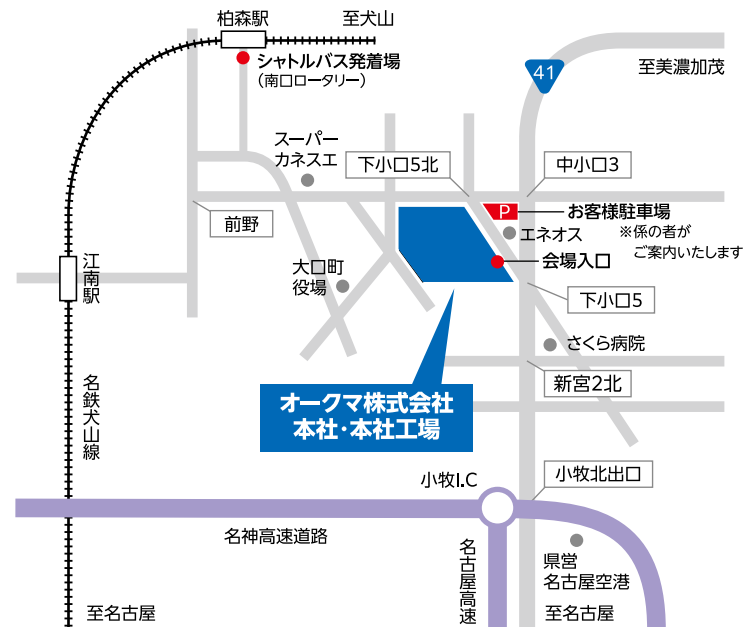 柏森駅
至犬山
シャトルバス発着場
（南口ロータリー）
41
至美濃加茂
スーパー
カネスエ
下小口5北
中小口3
P
お客様駐車場
※係の者が
ご案内いたします
エネオス
前野
会場入口
江南駅
大口町
役場
下小口5
さくら病院
新宮2北
名鉄犬山線
オークマ株式会社
本社・本社工場
小牧I.C
小牧北出口
名神高速道路
名古屋高速
県営
名古屋空港
至名古屋
至名古屋